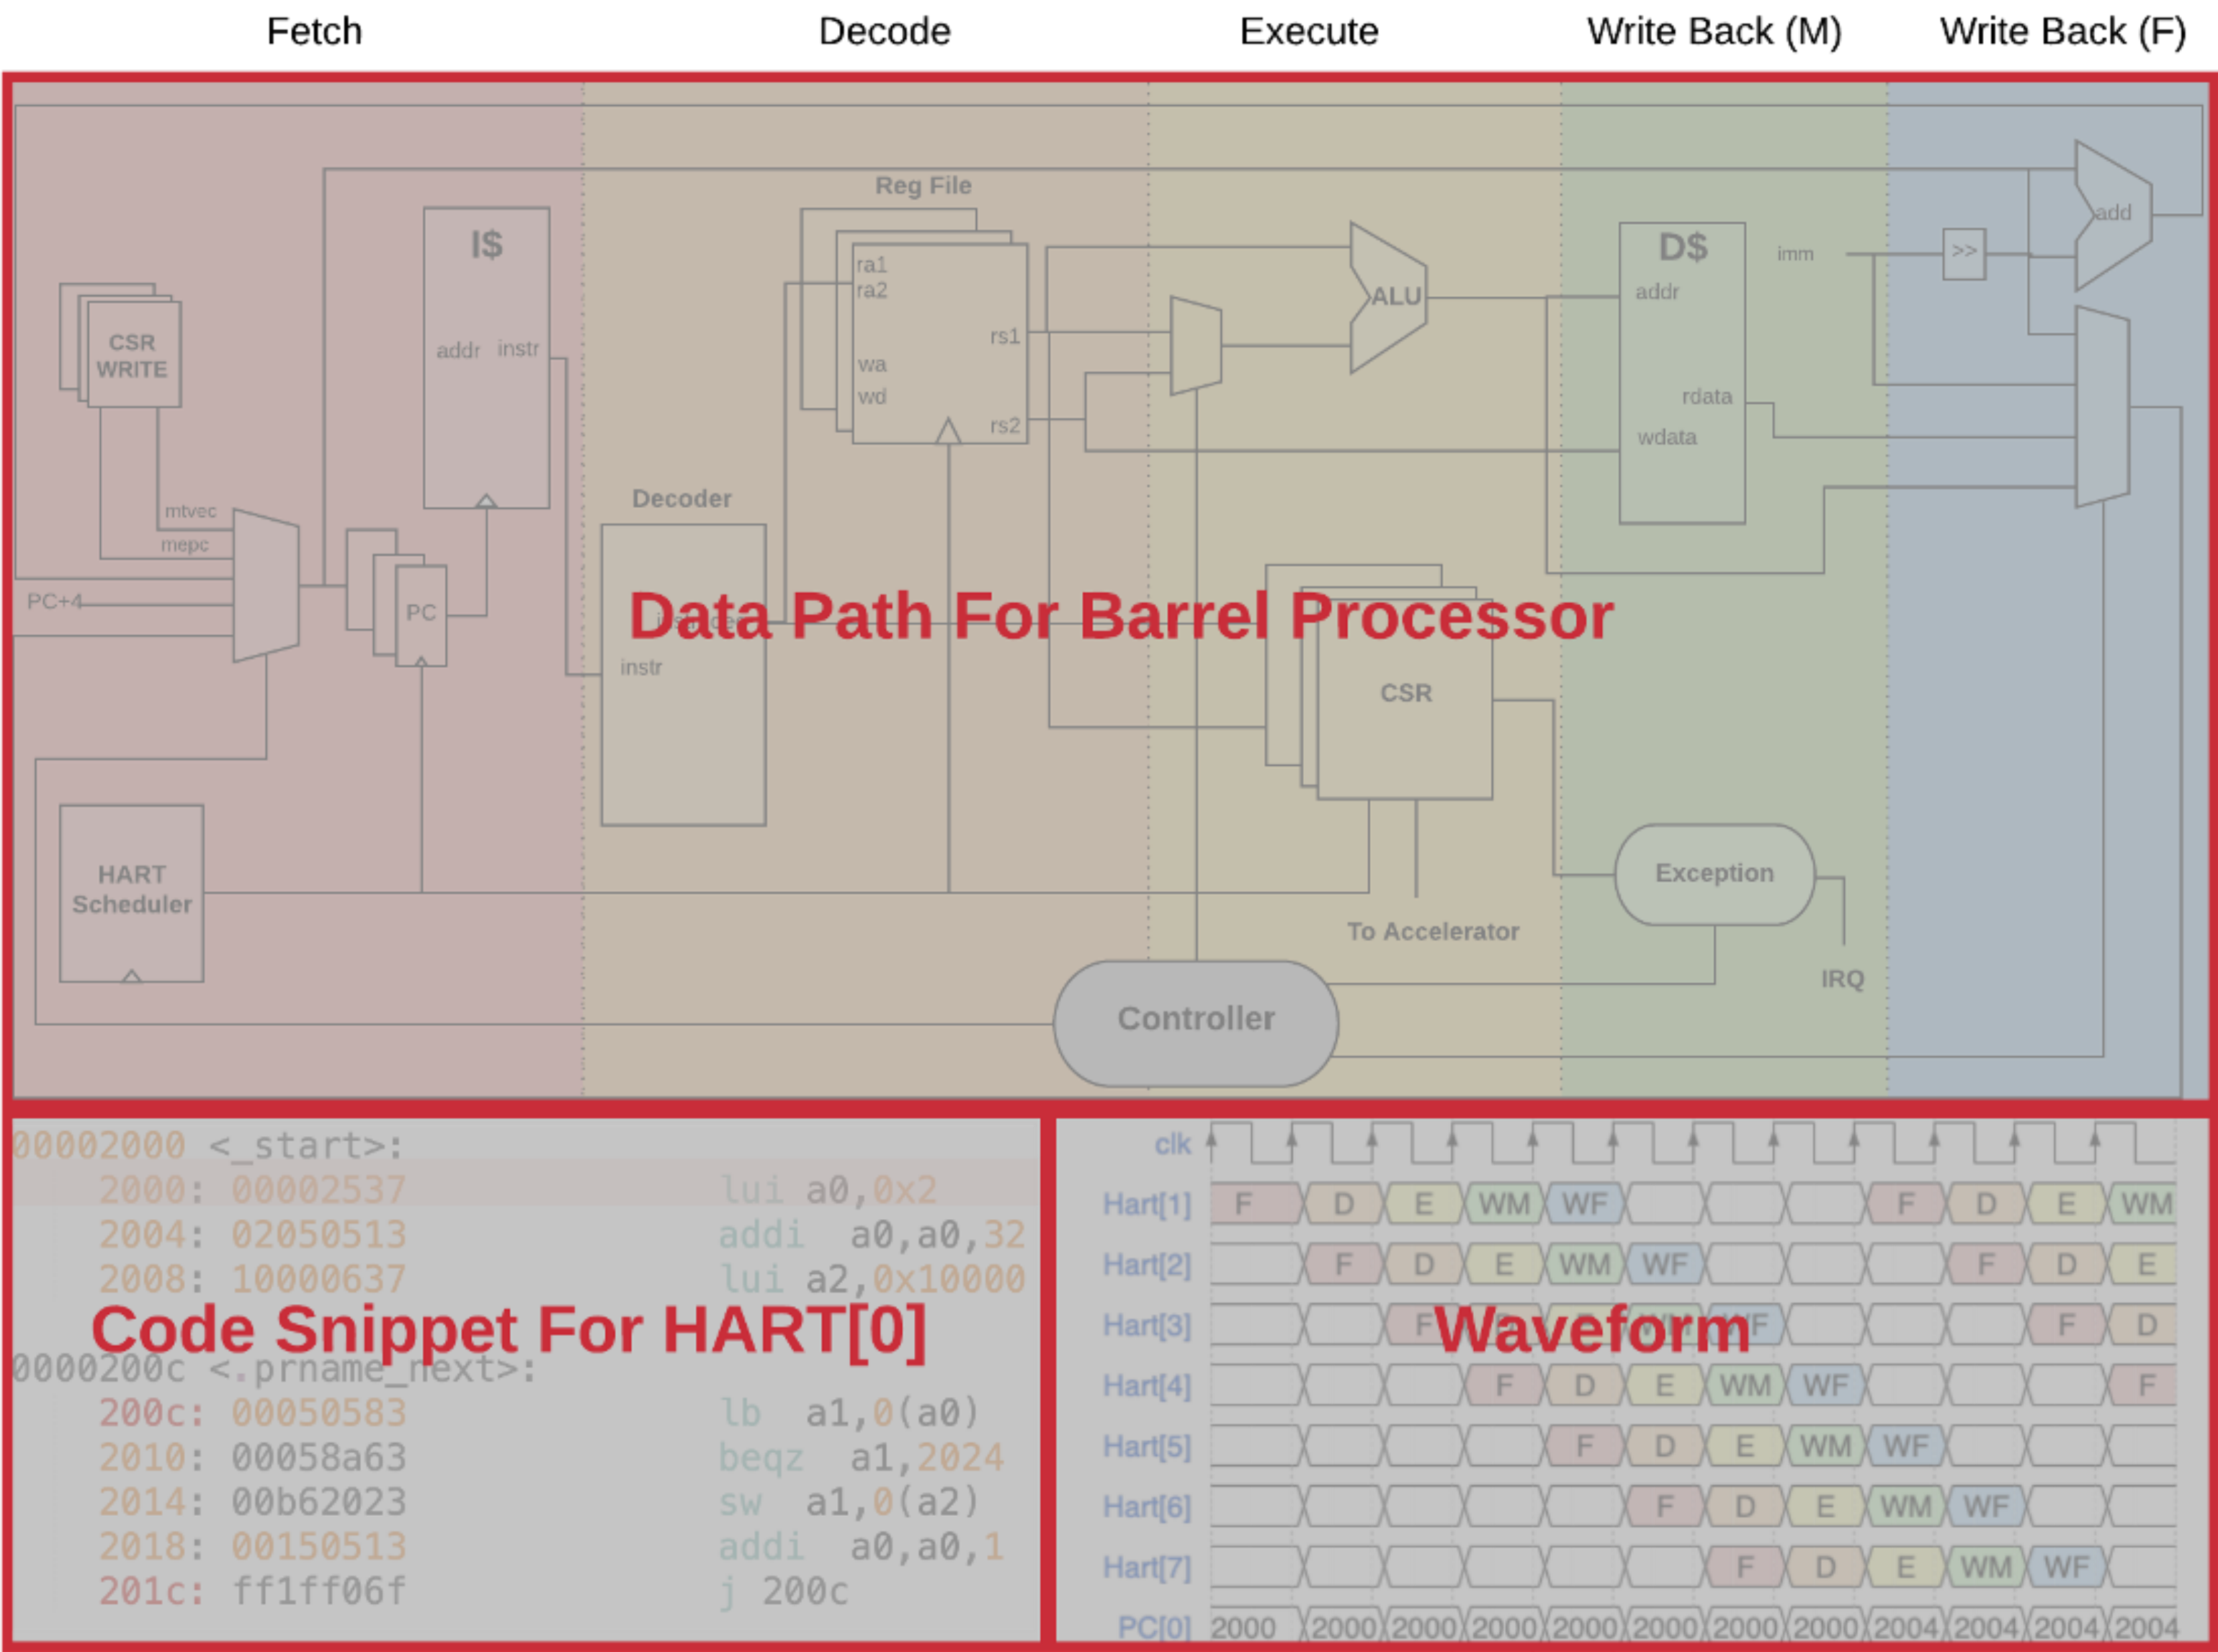 Fetch
Decode
Execute
Write Back (M)
Write Back (F)
Reg File
I$
ra1
ra2
D$
add
imm
>>
addr
ALU
CSR
WRITE
addr
instr
rs1
wa
wd
rs2
rdata
wdata
Decoder
mtvec
mepc
PC+4
PC
Data Path For Barrel Processor
instr
CSR
HART
Scheduler
Exception
To Accelerator
IRQ
Controller
00002000 <_start>:
2000: 00002537 lui a0,0x2
2004: 02050513 addi a0,a0,32
2008: 10000637 lui a2,0x10000
Code Snippet For HART[0]
0000200c <.prname_next>:
200c: 00050583 lb a1,0(a0)
2010: 00058a63 beqz a1,2024
2014: 00b62023 sw a1,0(a2)
2018: 00150513 addi a0,a0,1
201c: ff1ff06f j 200c
clk
Hart[1] F D E WM WF F D E WM
Hart[2] F D E WM WF F D E
Hart[3] F WF F D
Waveform
Hart[4] F D E WM WF F
Hart[5] F D E WM WF
Hart[6] F D E WM WF
Hart[7] F D E WM WF
PC[0] 2000 2000 2000 2000 2000 2000 2000 2000 2004 2004 2004 2004